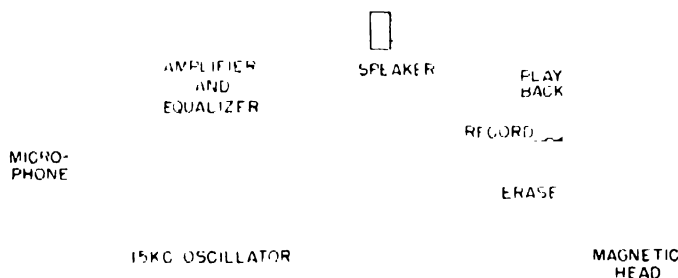 AMPLIFIER
AND
EQUALIZER
SPEAKER
PLAY
BACK
RECORD
MICRO-
PHONE
ERASE
15KC OSCILLATOR
MAGNETIC
HEAD